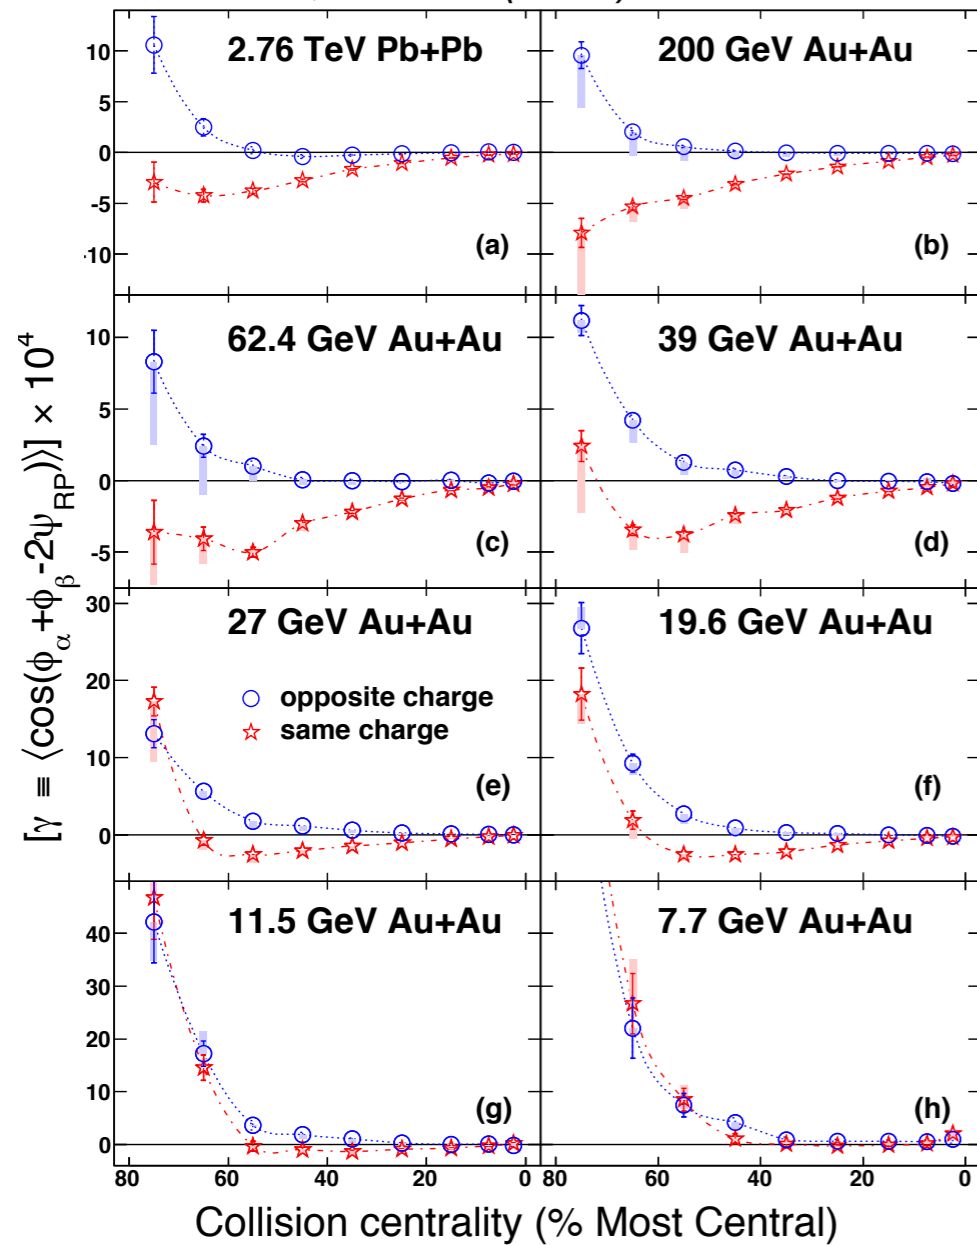 10
5
0
-5
-10
2.76 TeV Pb+Pb
(a)
200 GeV Au+Au
(b)
10
5
0
-5
62.4 GeV Au+Au
(c)
39 GeV Au+Au
(d)
30
20
10
0
27 GeV Au+Au
opposite charge
same charge
(e)
19.6 GeV Au+Au
(f)
40
30
20
10
0
11.5 GeV Au+Au
(g)
7.7 GeV Au+Au
(h)
80 60 40 20 0
80 60 40 20 0
[γ ≡ ⟨cos(ϕα+ϕβ-2ψRP)⟩] × 10⁴
Collision centrality (% Most Central)